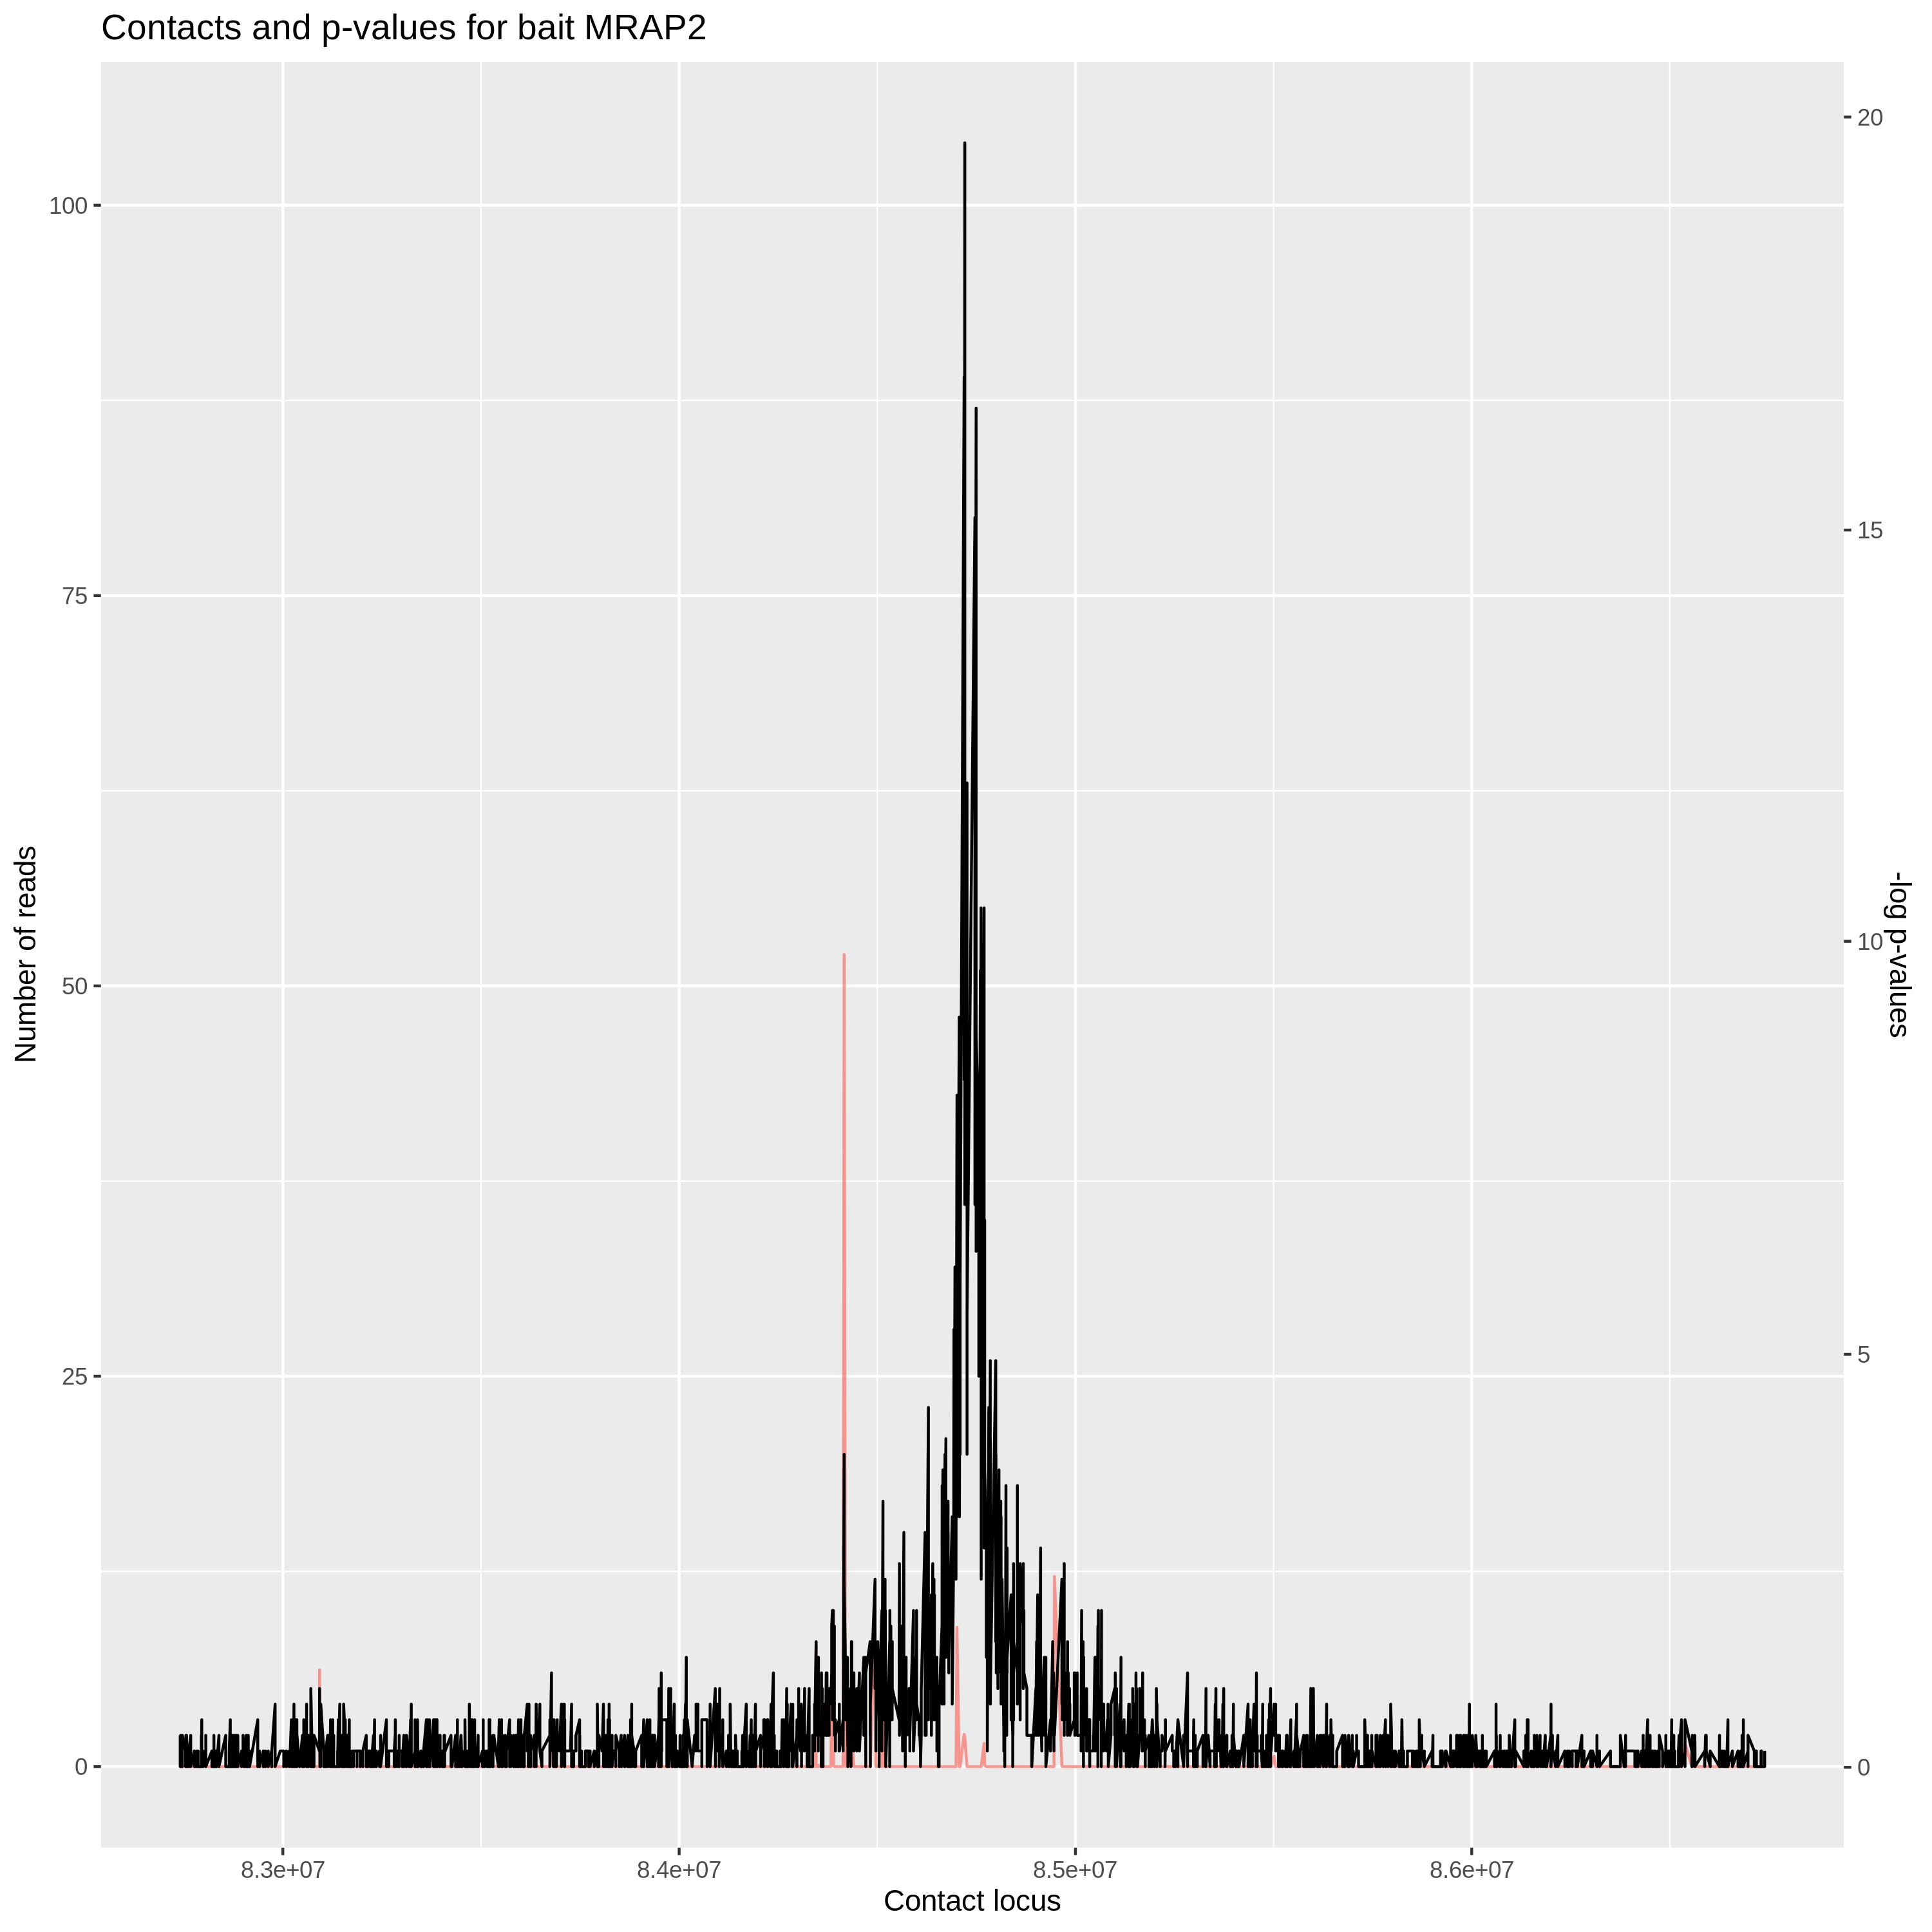 Contacts and p-values for bait MRAP2
Number of reads
100
75
50
25
0
20
15
10
5
0
-log p-values
8.3e+07 8.4e+07 8.5e+07 8.6e+07
Contact locus